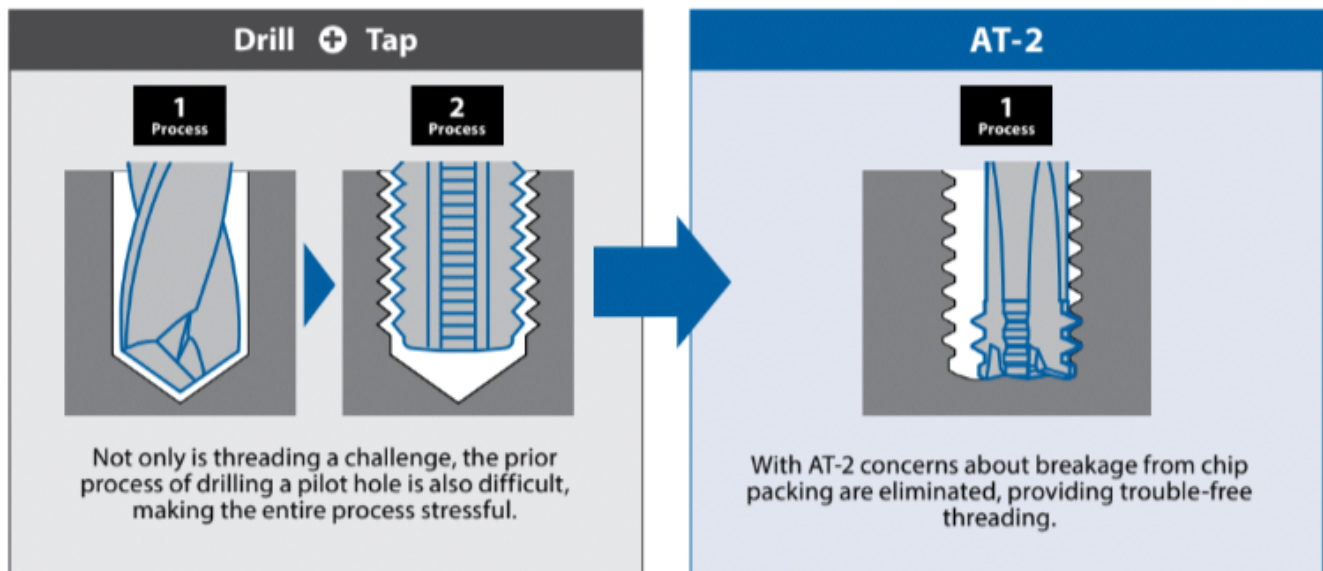 Drill + Tap
1
Process
2
Process
Not only is threading a challenge, the prior
process of drilling a pilot hole is also difficult,
making the entire process stressful.
AT-2
1
Process
With AT-2 concerns about breakage from chip
packing are eliminated, providing trouble-free
threading.